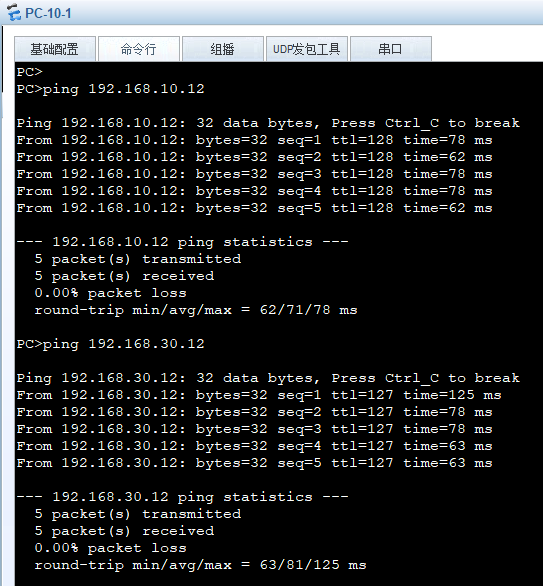 PC-10-1
基础配置 命令行 组播 UDP发包工具 串口
PC>
PC>ping 192.168.10.12
Ping 192.168.10.12: 32 data bytes, Press Ctrl_C to break
From 192.168.10.12: bytes=32 seq=1 ttl=128 time=78 ms
From 192.168.10.12: bytes=32 seq=2 ttl=128 time=62 ms
From 192.168.10.12: bytes=32 seq=3 ttl=128 time=78 ms
From 192.168.10.12: bytes=32 seq=4 ttl=128 time=78 ms
From 192.168.10.12: bytes=32 seq=5 ttl=128 time=62 ms
--- 192.168.10.12 ping statistics ---
5 packet(s) transmitted
5 packet(s) received
0.00% packet loss
round-trip min/avg/max = 62/71/78 ms
PC>ping 192.168.30.12
Ping 192.168.30.12: 32 data bytes, Press Ctrl_C to break
From 192.168.30.12: bytes=32 seq=1 ttl=127 time=125 ms
From 192.168.30.12: bytes=32 seq=2 ttl=127 time=78 ms
From 192.168.30.12: bytes=32 seq=3 ttl=127 time=78 ms
From 192.168.30.12: bytes=32 seq=4 ttl=127 time=63 ms
From 192.168.30.12: bytes=32 seq=5 ttl=127 time=63 ms
--- 192.168.30.12 ping statistics ---
5 packet(s) transmitted
5 packet(s) received
0.00% packet loss
round-trip min/avg/max = 63/81/125 ms